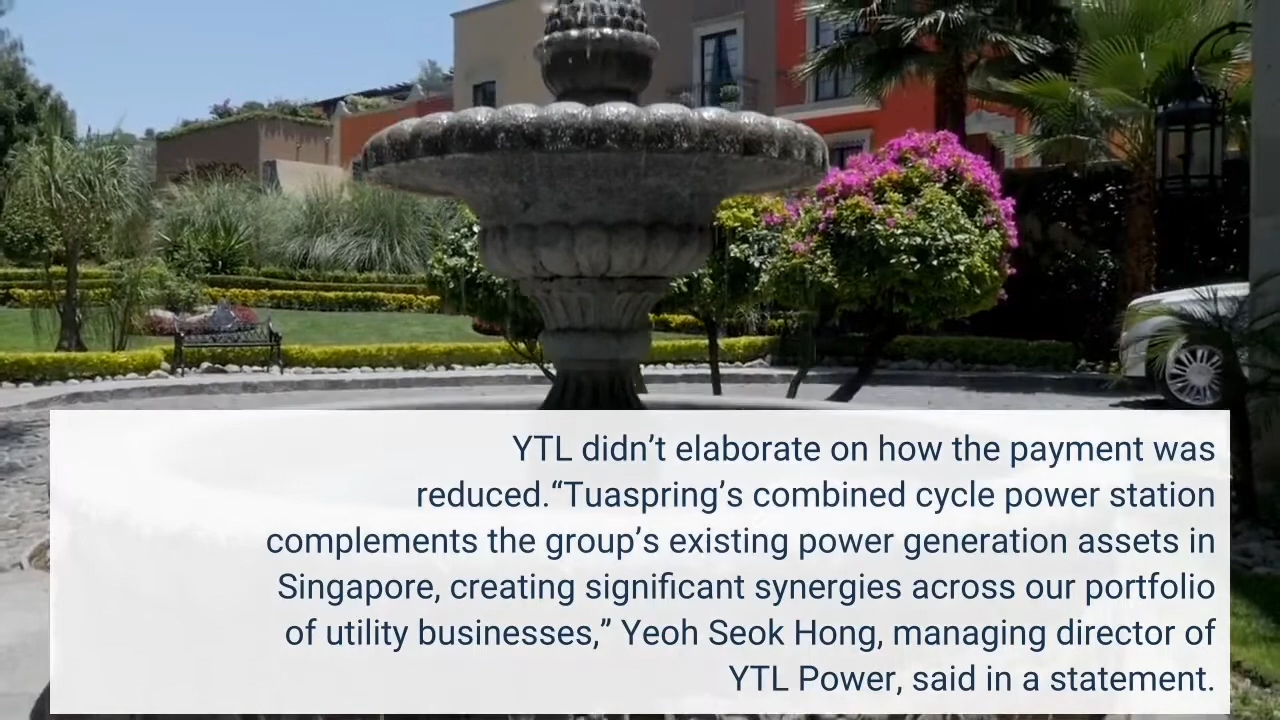 YTL didn’t elaborate on how the payment was
reduced.“Tuaspring’s combined cycle power station
complements the group’s existing power generation assets in
Singapore, creating significant synergies across our portfolio
of utility businesses,” Yeoh Seok Hong, managing director of
YTL Power, said in a statement.